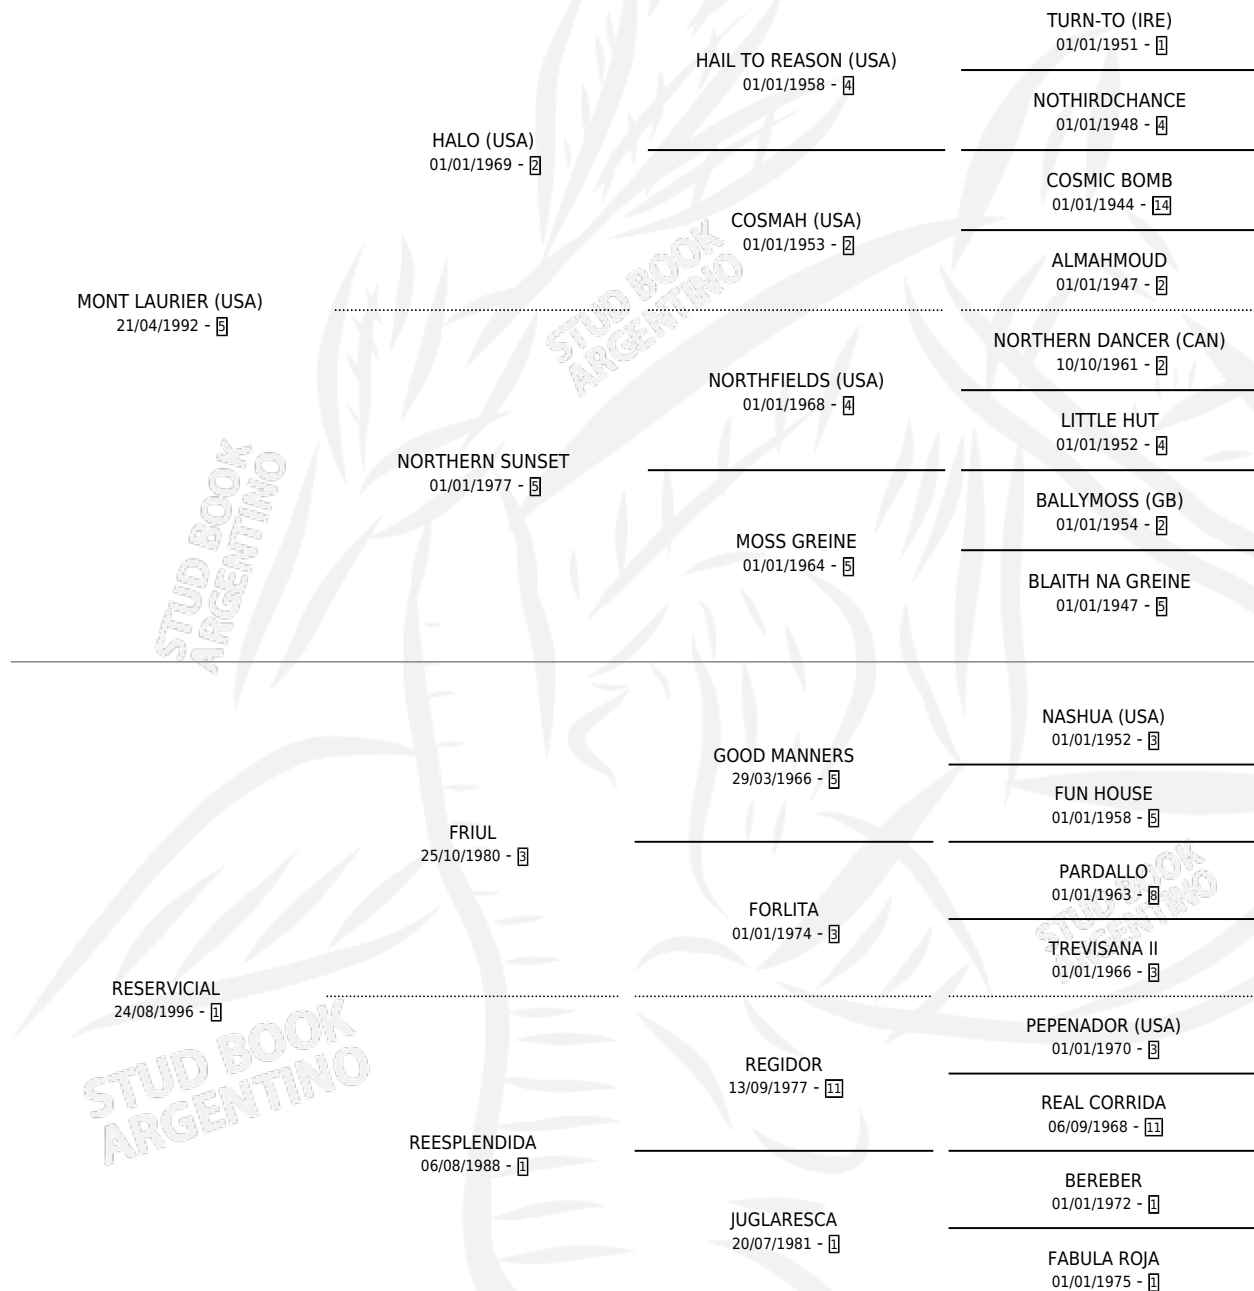 TURN-TO (IRE)
01/01/1951 - 1
HAIL TO REASON (USA)
01/01/1958 - 4
NOTHIRDCHANCE
01/01/1948 - 4
HALO (USA)
01/01/1969 - 2
COSMIC BOMB
01/01/1944 - 14
COSMAH (USA)
01/01/1953 - 2
ALMAHMOUD
01/01/1947 - 2
MONT LAURIER (USA)
21/04/1992 - 5
NORTHERN DANCER (CAN)
10/10/1961 - 2
NORTHFIELDS (USA)
01/01/1968 - 4
LITTLE HUT
01/01/1952 - 4
NORTHERN SUNSET
01/01/1977 - 5
BALLYMOSS (GB)
01/01/1954 - 2
MOSS GREINE
01/01/1964 - 5
BLAITH NA GREINE
01/01/1947 - 5
NASHUA (USA)
01/01/1952 - 3
GOOD MANNERS
29/03/1966 - 5
FUN HOUSE
01/01/1958 - 5
FRIUL
25/10/1980 - 3
PARDALLO
01/01/1963 - 8
FORLITA
01/01/1974 - 3
TREVISANA II
01/01/1966 - 3
RESERVICIAL
24/08/1996 - 1
PEPENADOR (USA)
01/01/1970 - 3
REGIDOR
13/09/1977 - 11
REAL CORRIDA
06/09/1968 - 11
REESPLENDIDA
06/08/1988 - 1
BEREBER
01/01/1972 - 1
JUGLARESCA
20/07/1981 - 1
FABULA ROJA
01/01/1975 - 1
STUD BOOK
ARGENTINO
STUD BOOK
ARGENTINO
STUD BOOK
ARGENTINO
STUD BOOK
ARGENTINO